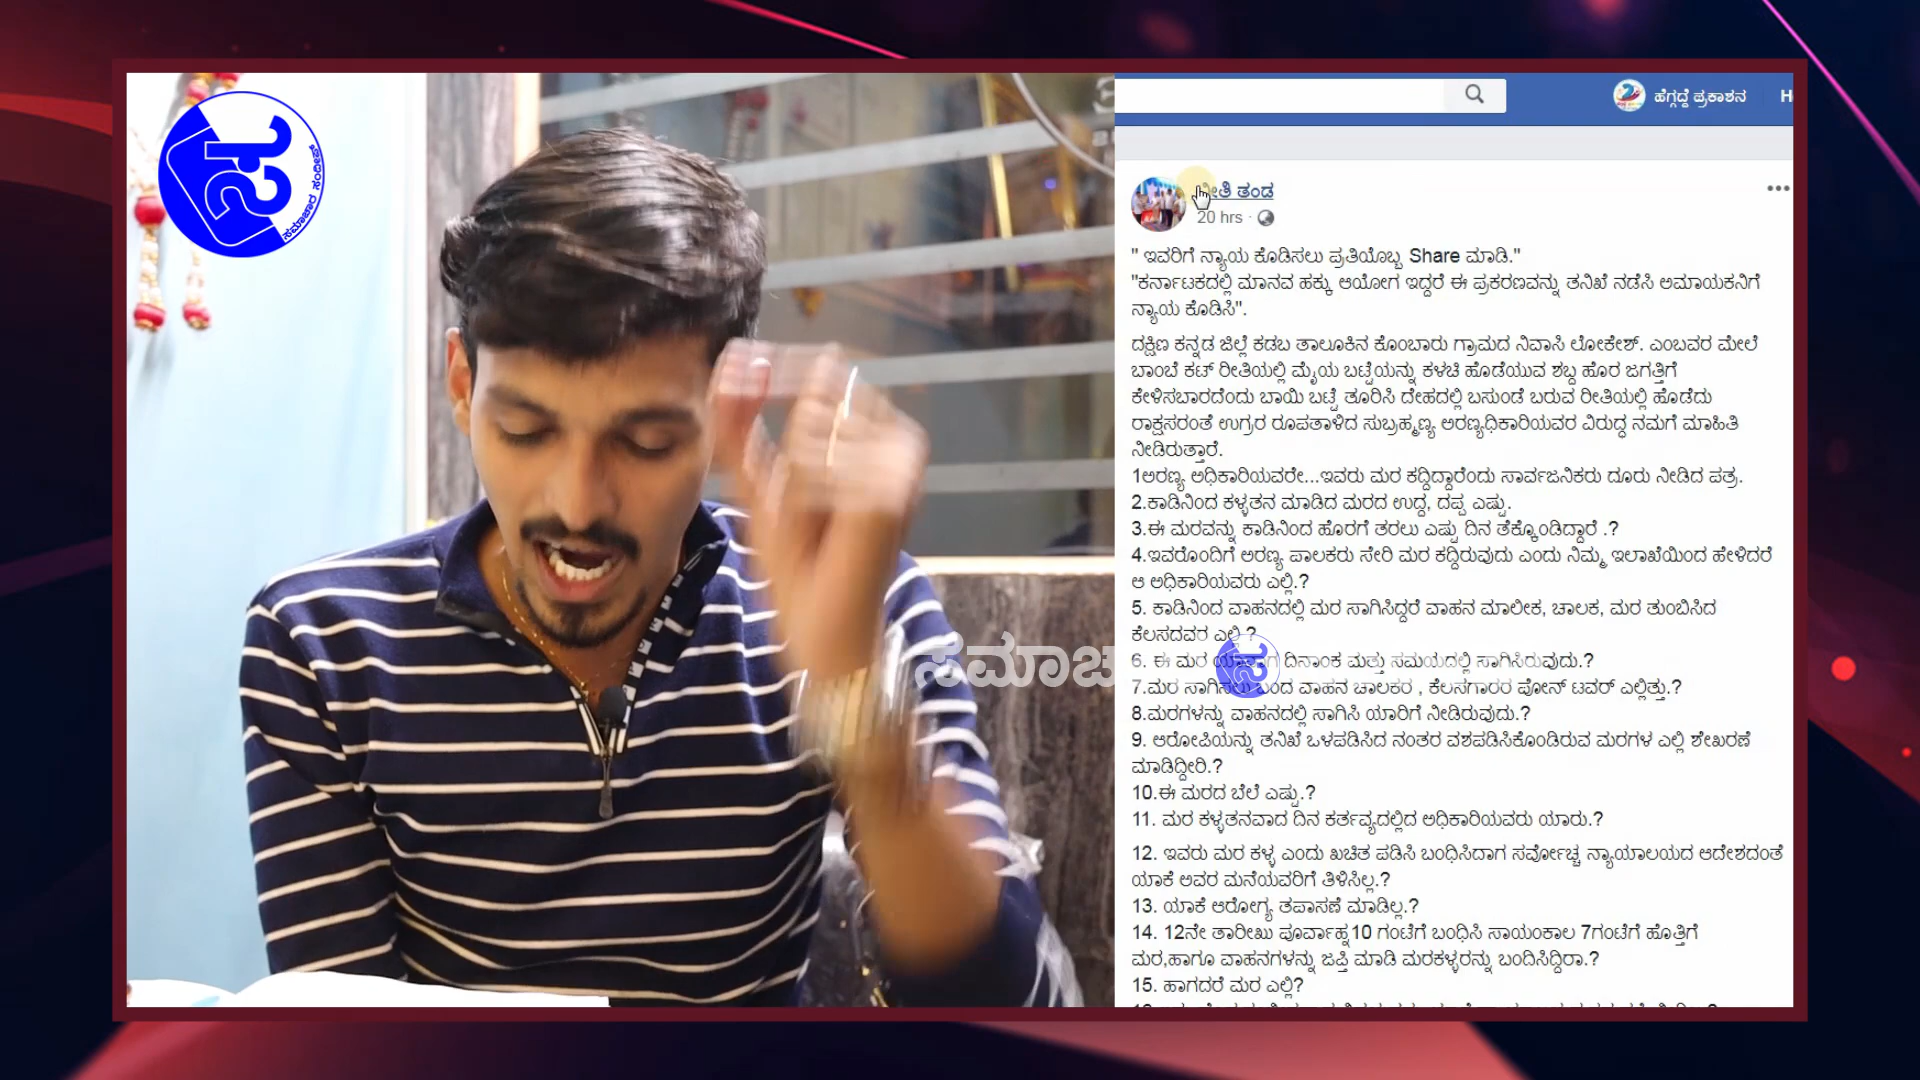 ಸಮಾಚಾರ ಸಂದೇಶ
ಹೆಗ್ಗದ್ದೆ ಪ್ರಕಾಶನ
ನೀತಿ ತಂಡ
20 hrs ·
" ಇವರಿಗೆ ನ್ಯಾಯ ಕೊಡಿಸಲು ಪ್ರತಿಯೊಬ್ಬ Share ಮಾಡಿ."
"ಕರ್ನಾಟಕದಲ್ಲಿ ಮಾನವ ಹಕ್ಕು ಆಯೋಗ ಇದ್ದರೆ ಈ ಪ್ರಕರಣವನ್ನು ತನಿಖೆ ನಡೆಸಿ ಅಮಾಯಕನಿಗೆ
ನ್ಯಾಯ ಕೊಡಿಸಿ".
ದಕ್ಷಿಣ ಕನ್ನಡ ಜಿಲ್ಲೆ ಕಡಬ ತಾಲೂಕಿನ ಕೊಂಬಾರು ಗ್ರಾಮದ ನಿವಾಸಿ ಲೋಕೇಶ್. ಎಂಬವರ ಮೇಲೆ
ಬಾಂಬೆ ಕಟ್ ರೀತಿಯಲ್ಲಿ ಮೈಯ ಬಟ್ಟೆಯನ್ನು ಕಳಚಿ ಹೊಡೆಯುವ ಶಬ್ದ ಹೊರ ಜಗತ್ತಿಗೆ
ಕೇಳಿಸಬಾರದೆಂದು ಬಾಯಿ ಬಟ್ಟೆ ತೂರಿಸಿ ದೇಹದಲ್ಲಿ ಬಸುಂಡೆ ಬರುವ ರೀತಿಯಲ್ಲಿ ಹೊಡೆದು
ರಾಕ್ಷಸರಂತೆ ಉಗ್ರರ ರೂಪತಾಳಿದ ಸುಬ್ರಹ್ಮಣ್ಯ ಅರಣ್ಯಧಿಕಾರಿಯವರ ವಿರುದ್ಧ ನಮಗೆ ಮಾಹಿತಿ
ನೀಡಿರುತ್ತಾರೆ.
1ಅರಣ್ಯ ಅಧಿಕಾರಿಯವರೇ...ಇವರು ಮರ ಕದ್ದಿದ್ದಾರೆಂದು ಸಾರ್ವಜನಿಕರು ದೂರು ನೀಡಿದ ಪತ್ರ.
2.ಕಾಡಿನಿಂದ ಕಳ್ಳತನ ಮಾಡಿದ ಮರದ ಉದ್ದ, ದಪ್ಪ ಎಷ್ಟು.
3.ಈ ಮರವನ್ನು ಕಾಡಿನಿಂದ ಹೊರಗೆ ತರಲು ಎಷ್ಟು ದಿನ ತೆಕ್ಕೊಂಡಿದ್ದಾರೆ .?
4.ಇವರೊಂದಿಗೆ ಅರಣ್ಯ ಪಾಲಕರು ಸೇರಿ ಮರ ಕದ್ದಿರುವುದು ಎಂದು ನಿಮ್ಮ ಇಲಾಖೆಯಿಂದ ಹೇಳಿದರೆ
ಆ ಅಧಿಕಾರಿಯವರು ಎಲ್ಲಿ.?
5. ಕಾಡಿನಿಂದ ವಾಹನದಲ್ಲಿ ಮರ ಸಾಗಿಸಿದ್ದರೆ ವಾಹನ ಮಾಲೀಕ, ಚಾಲಕ, ಮರ ತುಂಬಿಸಿದ
ಕೆಲಸದವರ ಎಲ್ಲಿ.?
6. ಈ ಮರ ಯಾವಾಗ ದಿನಾಂಕ ಮತ್ತು ಸಮಯದಲ್ಲಿ ಸಾಗಿಸಿರುವುದು.?
7.ಮರ ಸಾಗಿಸಲು ಬಂದ ವಾಹನ ಚಾಲಕರ , ಕೆಲಸಗಾರರ ಫೋನ್ ಟವರ್ ಎಲ್ಲಿತ್ತು.?
8.ಮರಗಳನ್ನು ವಾಹನದಲ್ಲಿ ಸಾಗಿಸಿ ಯಾರಿಗೆ ನೀಡಿರುವುದು.?
9. ಆರೋಪಿಯನ್ನು ತನಿಖೆ ಒಳಪಡಿಸಿದ ನಂತರ ವಶಪಡಿಸಿಕೊಂಡಿರುವ ಮರಗಳ ಎಲ್ಲಿ ಶೇಖರಣೆ
ಮಾಡಿದ್ದೀರಿ.?
10.ಈ ಮರದ ಬೆಲೆ ಎಷ್ಟು.?
11. ಮರ ಕಳ್ಳತನವಾದ ದಿನ ಕರ್ತವ್ಯದಲ್ಲಿದ ಅಧಿಕಾರಿಯವರು ಯಾರು.?
12. ಇವರು ಮರ ಕಳ್ಳ ಎಂದು ಖಚಿತ ಪಡಿಸಿ ಬಂಧಿಸಿದಾಗ ಸರ್ವೋಚ್ಚ ನ್ಯಾಯಾಲಯದ ಆದೇಶದಂತೆ
ಯಾಕೆ ಅವರ ಮನೆಯವರಿಗೆ ತಿಳಿಸಿಲ್ಲ.?
13. ಯಾಕೆ ಆರೋಗ್ಯ ತಪಾಸಣೆ ಮಾಡಿಲ್ಲ.?
14. 12ನೇ ತಾರೀಖು ಪೂರ್ವಾಹ್ನ10 ಗಂಟೆಗೆ ಬಂಧಿಸಿ ಸಾಯಂಕಾಲ 7ಗಂಟೆಗೆ ಹೊತ್ತಿಗೆ
ಮರ,ಹಾಗೂ ವಾಹನಗಳನ್ನು ಜಪ್ತಿ ಮಾಡಿ ಮರಕಳ್ಳರನ್ನು ಬಂದಿಸಿದ್ದಿರಾ.?
15. ಹಾಗದರೆ ಮರ ಎಲ್ಲಿ?